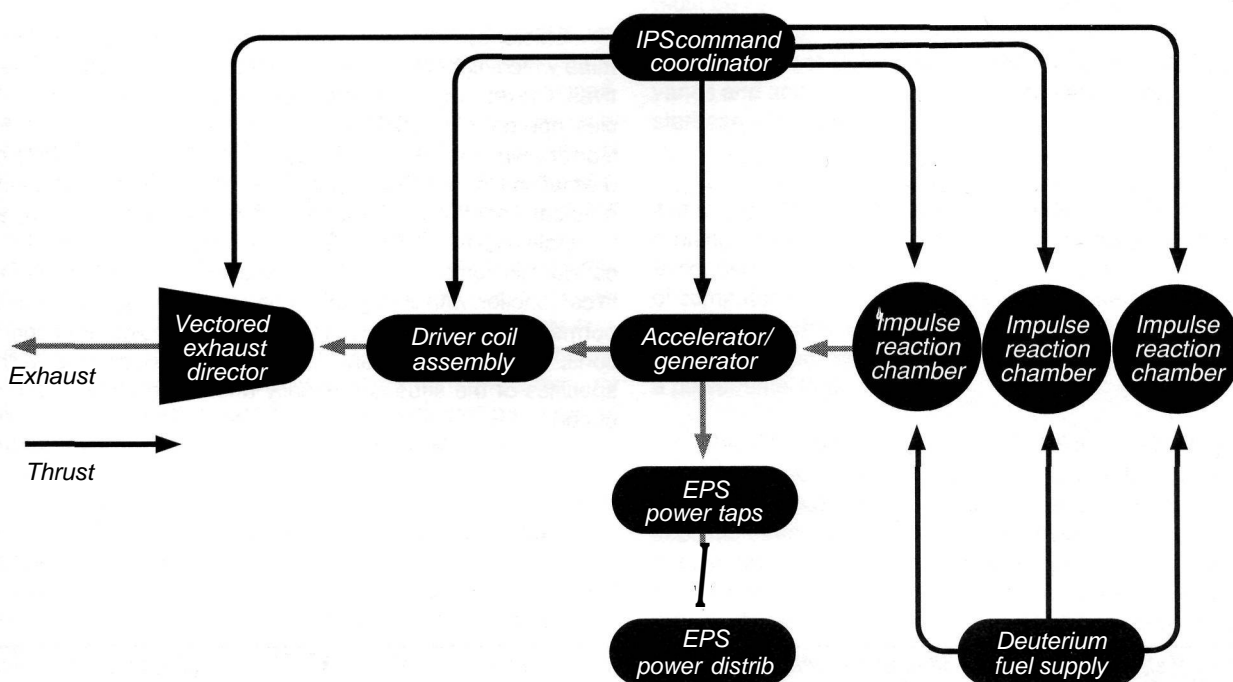 IPScommand
coordinator
Vectored
exhaust
director
Driver coil
assembly
Accelerator/
generator
Impulse
reaction
chamber
Impulse
reaction
chamber
Impulse
reaction
chamber
Exhaust
Thrust
EPS
power taps
EPS
power distrib
Deuterium
fuel supply